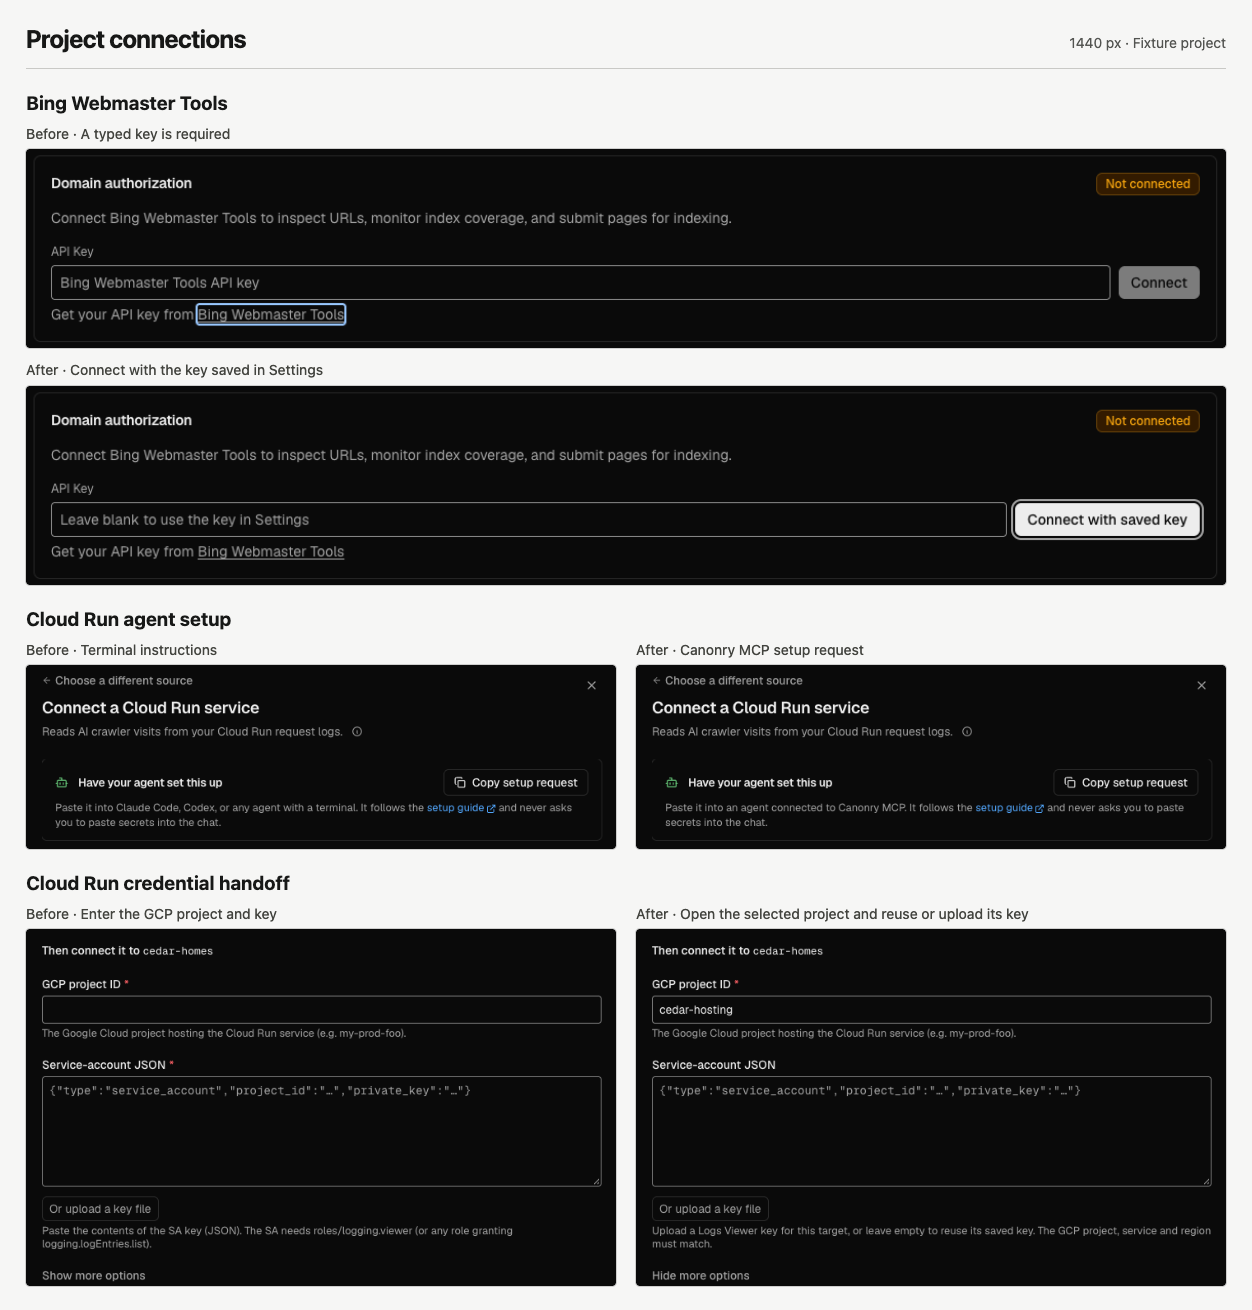 Project connections
1440 px · Fixture project
Bing Webmaster Tools
Before · A typed key is required
Domain authorization
Not connected
Connect Bing Webmaster Tools to inspect URLs, monitor index coverage, and submit pages for indexing.
API Key
Bing Webmaster Tools API key
Connect
Get your API key from Bing Webmaster Tools
After · Connect with the key saved in Settings
Domain authorization
Not connected
Connect Bing Webmaster Tools to inspect URLs, monitor index coverage, and submit pages for indexing.
API Key
Leave blank to use the key in Settings
Connect with saved key
Get your API key from Bing Webmaster Tools
Cloud Run agent setup
Before · Terminal instructions
← Choose a different source
Connect a Cloud Run service
Reads AI crawler visits from your Cloud Run request logs.
Have your agent set this up
Copy setup request
Paste it into Claude Code, Codex, or any agent with a terminal. It follows the setup guide and never asks
you to paste secrets into the chat.
After · Canonry MCP setup request
← Choose a different source
Connect a Cloud Run service
Reads AI crawler visits from your Cloud Run request logs.
Have your agent set this up
Copy setup request
Paste it into an agent connected to Canonry MCP. It follows the setup guide and never asks you to paste
secrets into the chat.
Cloud Run credential handoff
Before · Enter the GCP project and key
Then connect it to cedar-homes
GCP project ID *
The Google Cloud project hosting the Cloud Run service (e.g. my-prod-foo).
Service-account JSON *
{"type":"service_account","project_id":"…","private_key":"…"}
Or upload a key file
Paste the contents of the SA key (JSON). The SA needs roles/logging.viewer (or any role granting
logging.logEntries.list).
Show more options
After · Open the selected project and reuse or upload its key
Then connect it to cedar-homes
GCP project ID *
cedar-hosting
The Google Cloud project hosting the Cloud Run service (e.g. my-prod-foo).
Service-account JSON
{"type":"service_account","project_id":"…","private_key":"…"}
Or upload a key file
Upload a Logs Viewer key for this target, or leave empty to reuse its saved key. The GCP project, service and region
must match.
Hide more options